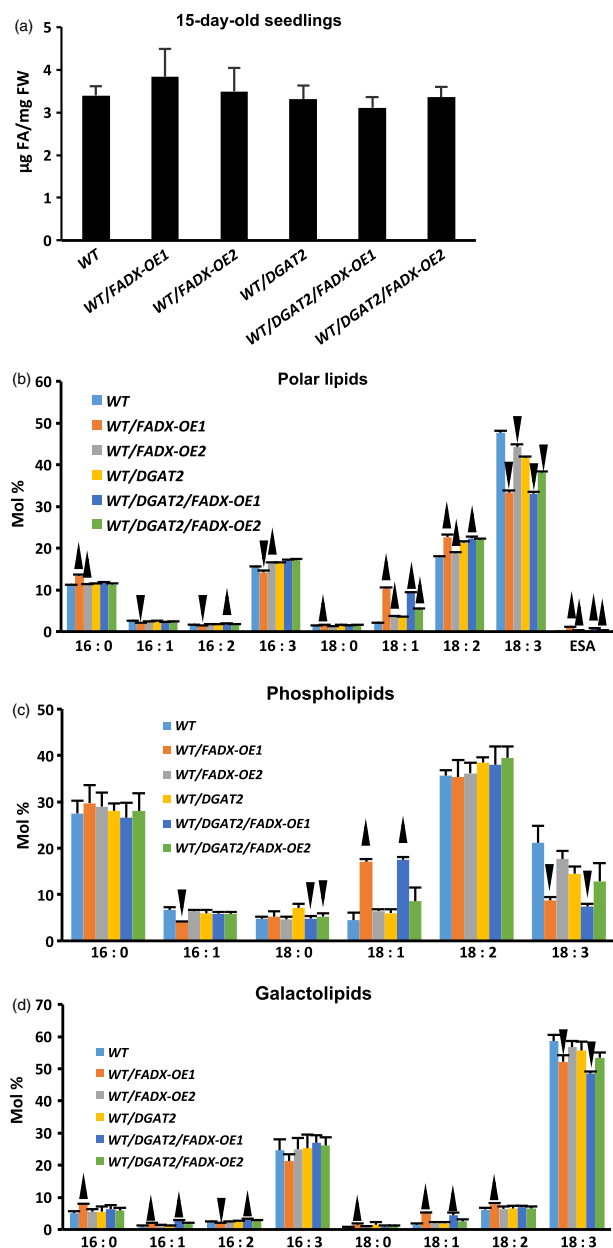 (a)
15-day-old seedlings
µg FA/mg FW
5
4
3
2
1
0
WT
WT/FADX-OE1
WT/FADX-OE2
WT/DGAT2
WT/DGAT2/FADX-OE1
WT/DGAT2/FADX-OE2
(b)
Polar lipids
Mol %
60
50
40
30
20
10
0
WT
WT/FADX-OE1
WT/FADX-OE2
WT/DGAT2
WT/DGAT2/FADX-OE1
WT/DGAT2/FADX-OE2
16 : 0 16 : 1 16 : 2 16 : 3 18 : 0 18 : 1 18 : 2 18 : 3 ESA
(c)
Phospholipids
Mol %
50
40
30
20
10
0
WT
WT/FADX-OE1
WT/FADX-OE2
WT/DGAT2
WT/DGAT2/FADX-OE1
WT/DGAT2/FADX-OE2
16 : 0 16 : 1 18 : 0 18 : 1 18 : 2 18 : 3
(d)
Galactolipids
Mol %
70
60
50
40
30
20
10
0
WT
WT/FADX-OE1
WT/FADX-OE2
WT/DGAT2
WT/DGAT2/FADX-OE1
WT/DGAT2/FADX-OE2
16 : 0 16 : 1 16 : 2 16 : 3 18 : 0 18 : 1 18 : 2 18 : 3